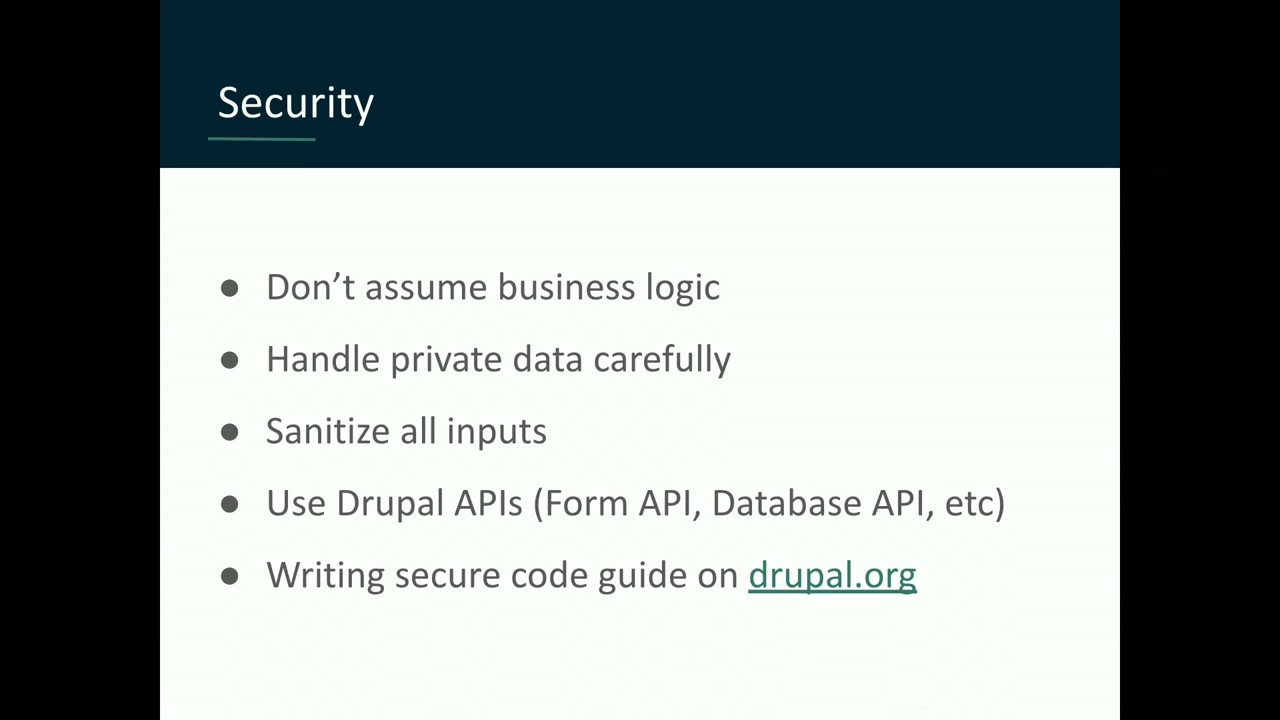 Security
● Don’t assume business logic
● Handle private data carefully
● Sanitize all inputs
● Use Drupal APIs (Form API, Database API, etc)
● Writing secure code guide on drupal.org